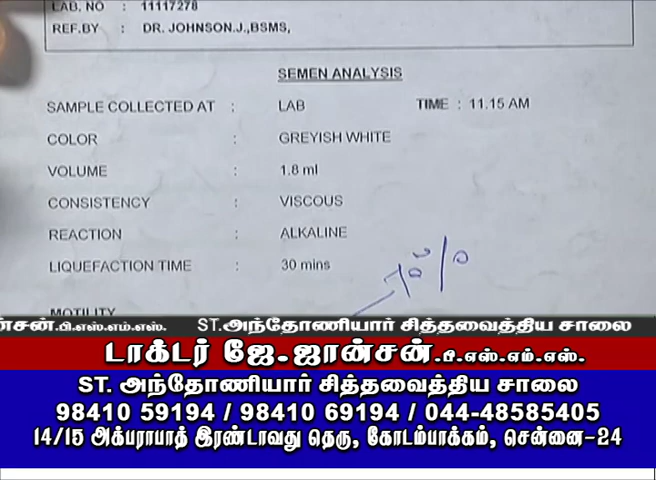 LAB. NO : 11117278
REF.BY : DR. JOHNSON.J.,BSMS,
SEMEN ANALYSIS
SAMPLE COLLECTED AT : LAB TIME : 11.15 AM
COLOR : GREYISH WHITE
VOLUME : 1.8 ml
CONSISTENCY : VISCOUS
REACTION : ALKALINE
LIQUEFACTION TIME : 30 mins
MOTILITY
ன்சன்.பி.எஸ்.எம்.எஸ். ST.அந்தோணியார் சித்தவைத்திய சாலை
டாக்டர் ஜே.ஜான்சன்.பி.எஸ்.எம்.எஸ்.
ST. அந்தோணியார் சித்தவைத்திய சாலை
98410 59194 / 98410 69194 / 044-48585405
14/15 அக்பராபாத் இரண்டாவது தெரு, கோடம்பாக்கம், சென்னை-24